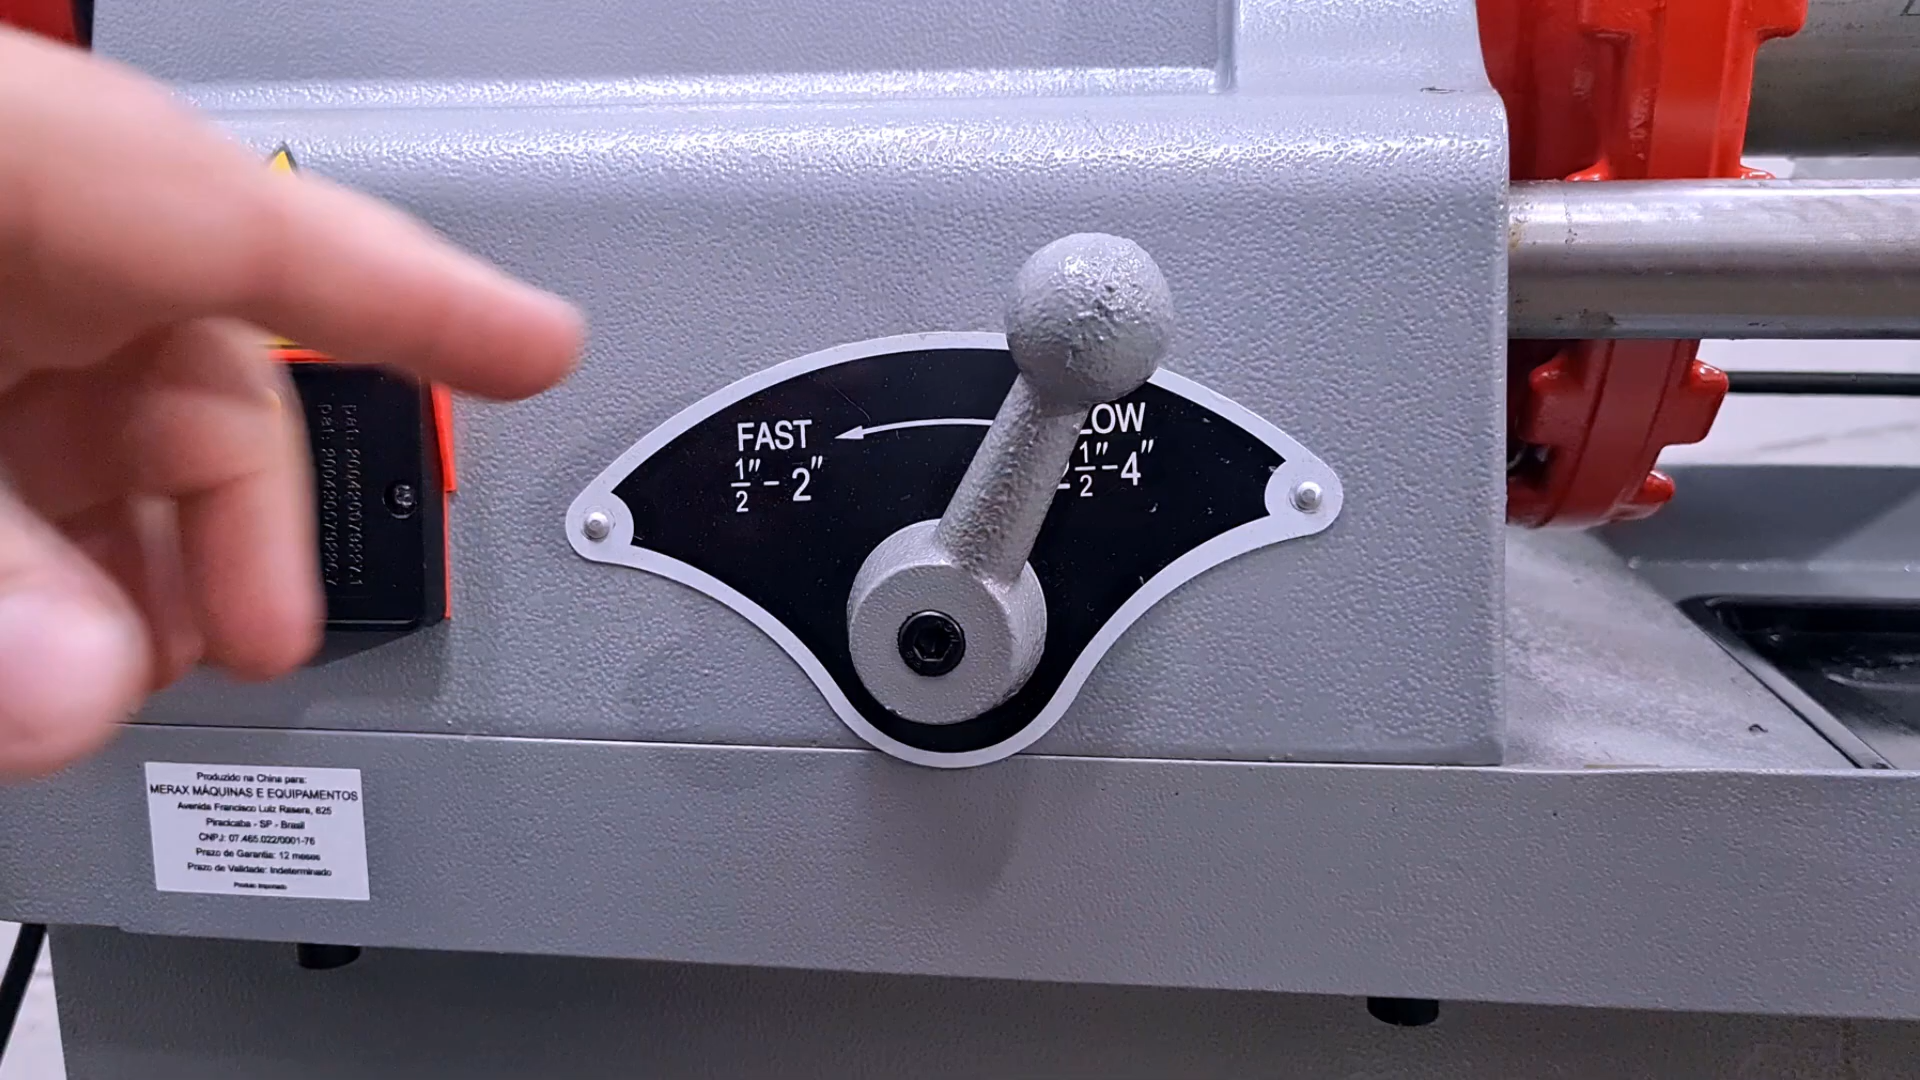 FAST
LOW
1/2" - 2"
1/2"-4"
Produzido na China para:
MERAX MÁQUINAS E EQUIPAMENTOS
Avenida Francisco Luiz Rasera, 625
Piracicaba - SP - Brasil
CNPJ: 07.465.022/0001-76
Prazo de Garantia: 12 meses
Prazo de Validade: Indeterminado
Produto Importado